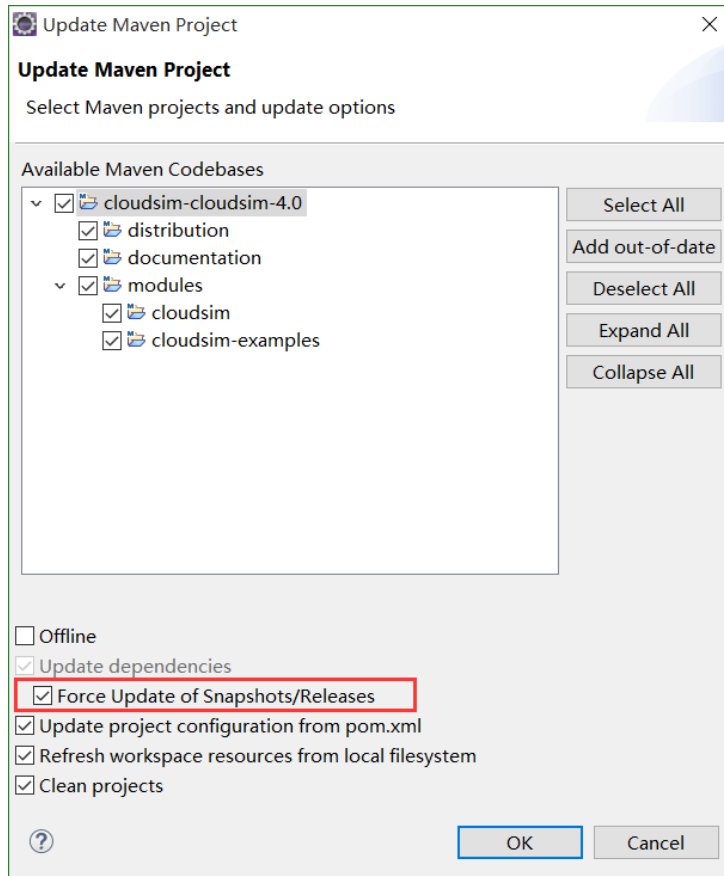 Update Maven Project
Update Maven Project
Select Maven projects and update options
Available Maven Codebases
cloudsim-cloudsim-4.0
distribution
documentation
modules
cloudsim
cloudsim-examples
Select All
Add out-of-date
Deselect All
Expand All
Collapse All
Offline
Update dependencies
Force Update of Snapshots/Releases
Update project configuration from pom.xml
Refresh workspace resources from local filesystem
Clean projects
OK
Cancel